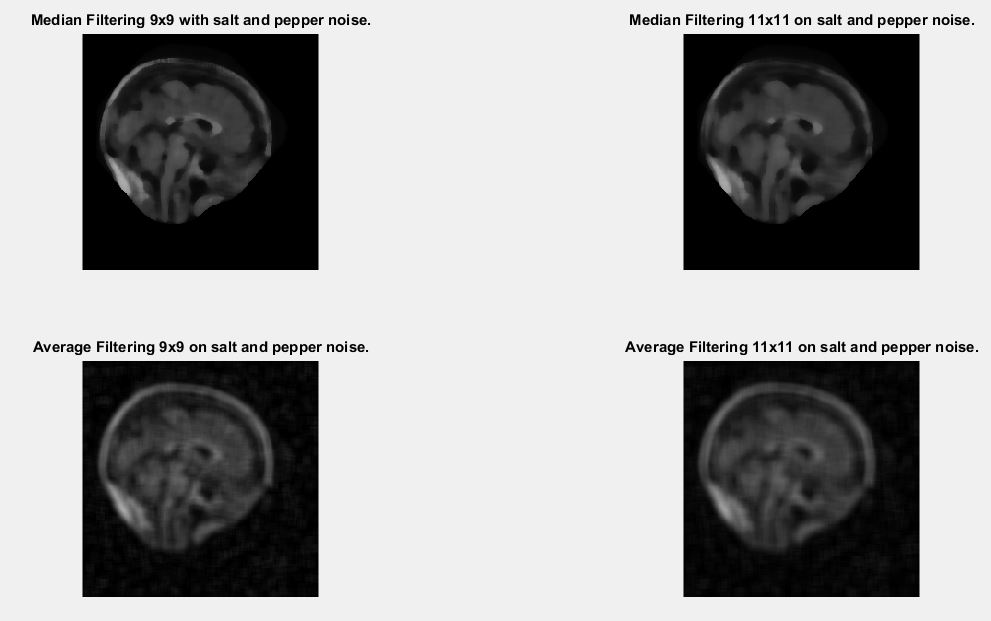 Median Filtering 9x9 with salt and pepper noise.
Median Filtering 11x11 on salt and pepper noise.
Average Filtering 9x9 on salt and pepper noise.
Average Filtering 11x11 on salt and pepper noise.